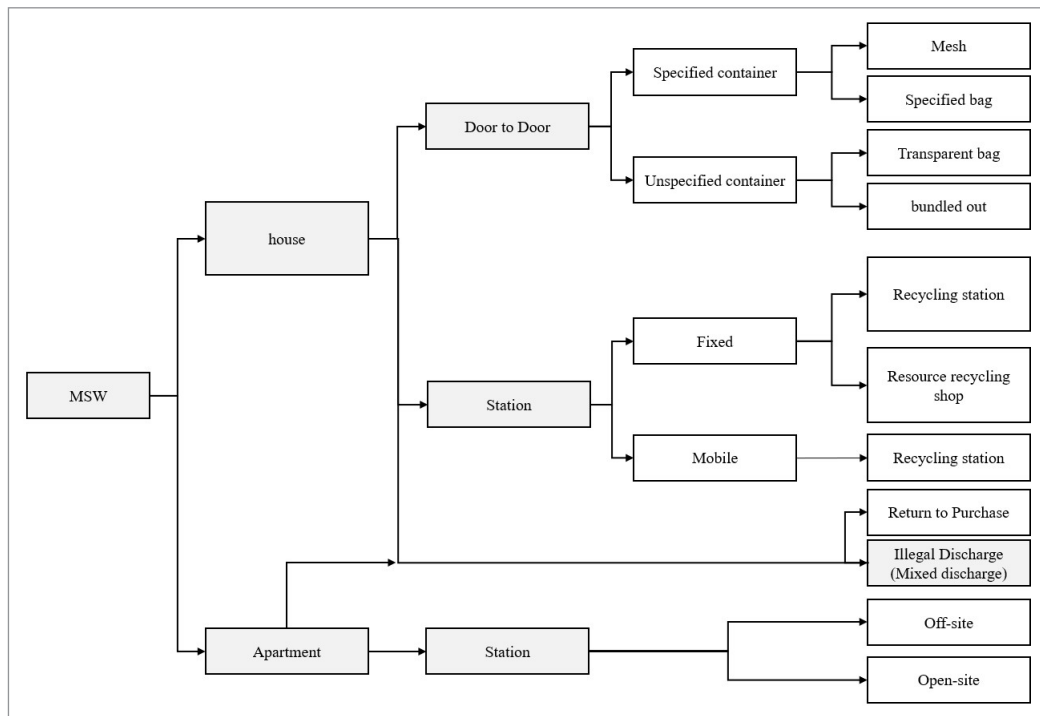 Mesh
Specified container
Specified bag
Door to Door
Transparent bag
Unspecified container
bundled out
house
Recycling station
Fixed
Resource recycling
shop
MSW
Station
Mobile
Recycling station
Return to Purchase
Illegal Discharge
(Mixed discharge)
Off-site
Apartment
Station
Open-site